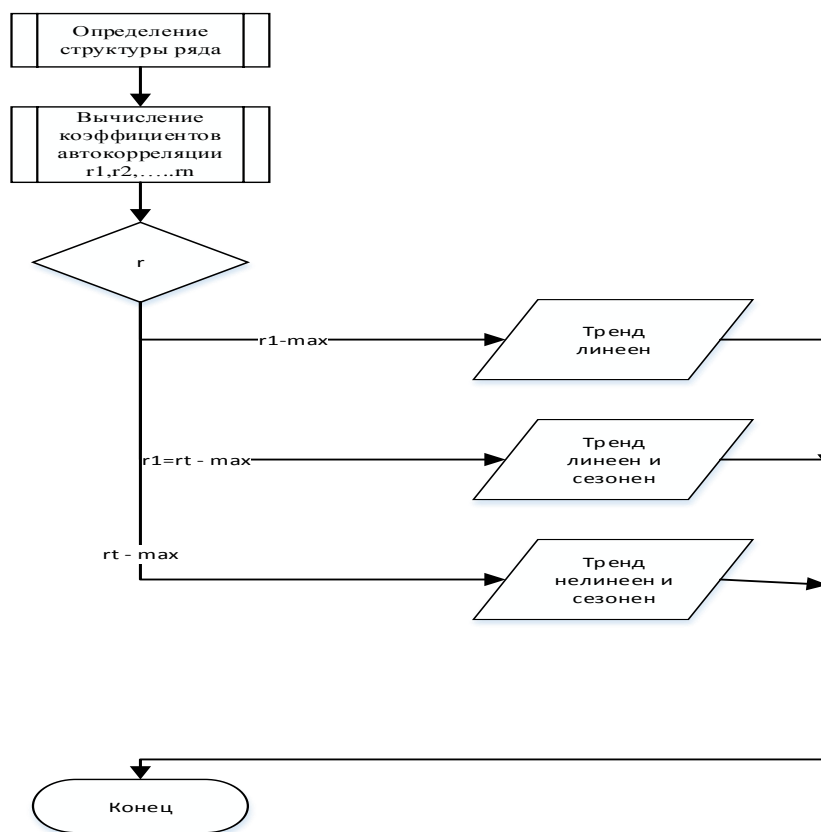 Определение
структуры ряда
Вычисление
коэффициентов
автокорреляции
r1,r2,…..rn
r
r1-max
Тренд
линеен
r1=rt - max
Тренд
линеен и
сезонен
rt - max
Тренд
нелинеен и
сезонен
Конец